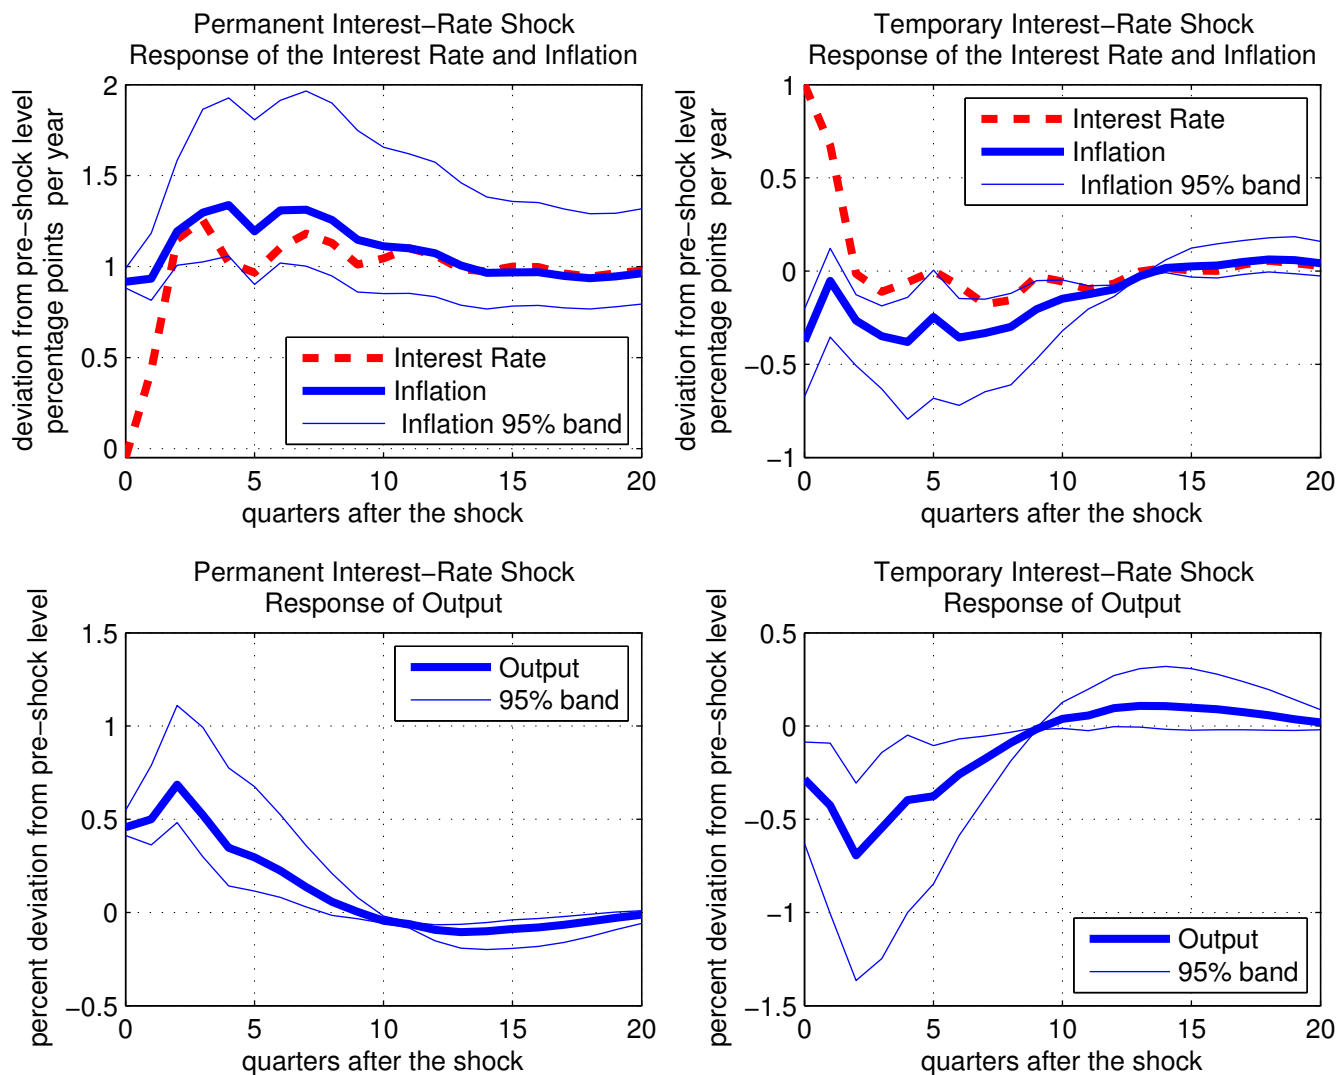 Permanent Interest−Rate Shock
Response of the Interest Rate and Inflation
deviation from pre−shock level
percentage points  per year
2
1.5
1
0.5
0
Interest Rate
Inflation
Inflation 95% band
0 5 10 15 20
quarters after the shock
Temporary Interest−Rate Shock
Response of the Interest Rate and Inflation
deviation from pre−shock level
percentage points  per year
1
0.5
0
−0.5
−1
Interest Rate
Inflation
Inflation 95% band
0 5 10 15 20
quarters after the shock
Permanent Interest−Rate Shock
Response of Output
percent deviation from pre−shock level
1.5
1
0.5
0
−0.5
Output
95% band
0 5 10 15 20
quarters after the shock
Temporary Interest−Rate Shock
Response of Output
percent deviation from pre−shock level
0.5
0
−0.5
−1
−1.5
Output
95% band
0 5 10 15 20
quarters after the shock